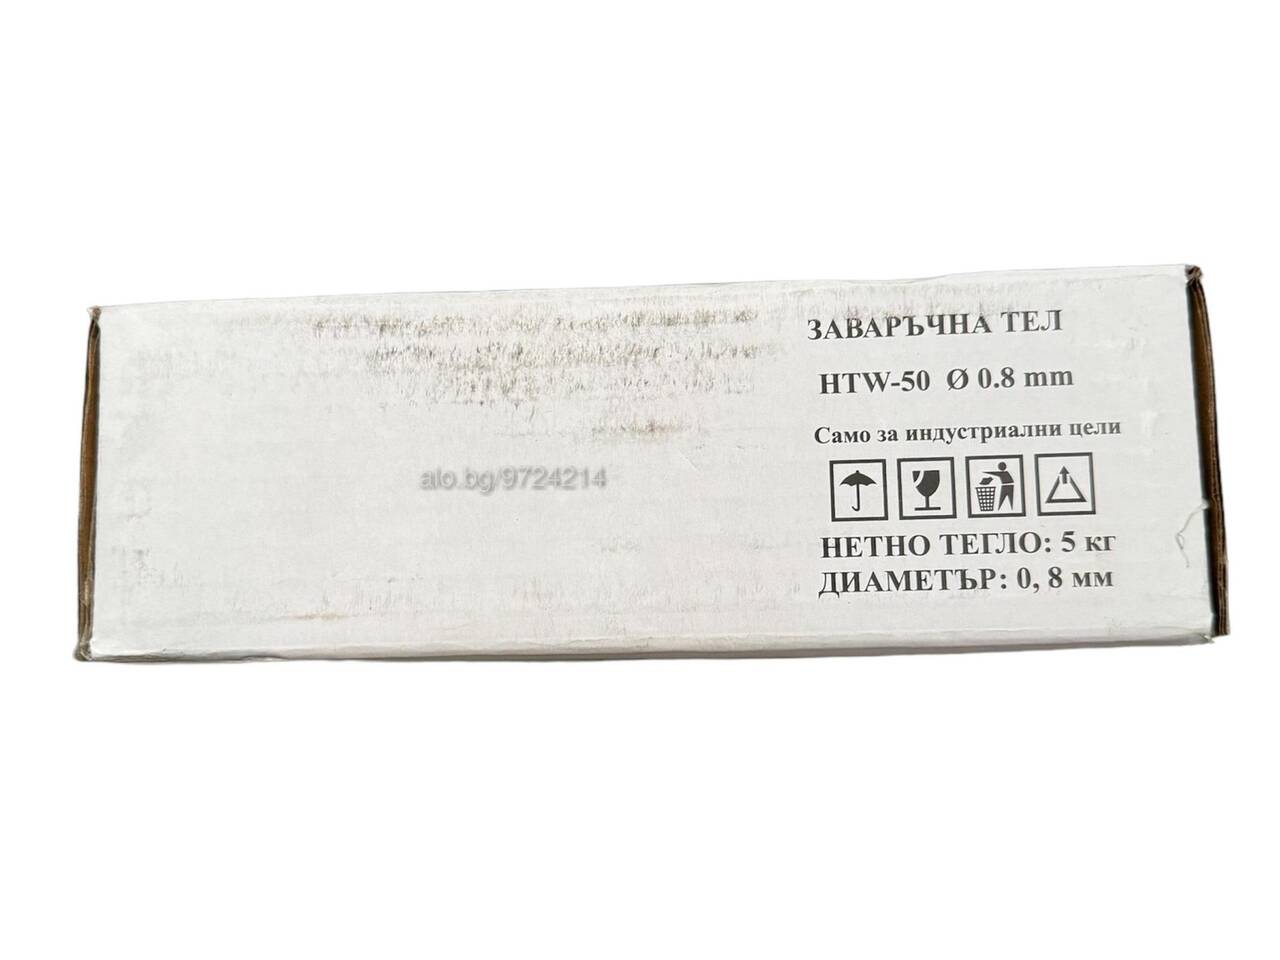 ЗАВАРЪЧНА ТЕЛ
HTW-50 Ø 0.8 mm
Само за индустриални цели
alo.bg/9724214
НЕТНО ТЕГЛО: 5 кг
ДИАМЕТЪР: 0, 8 мм